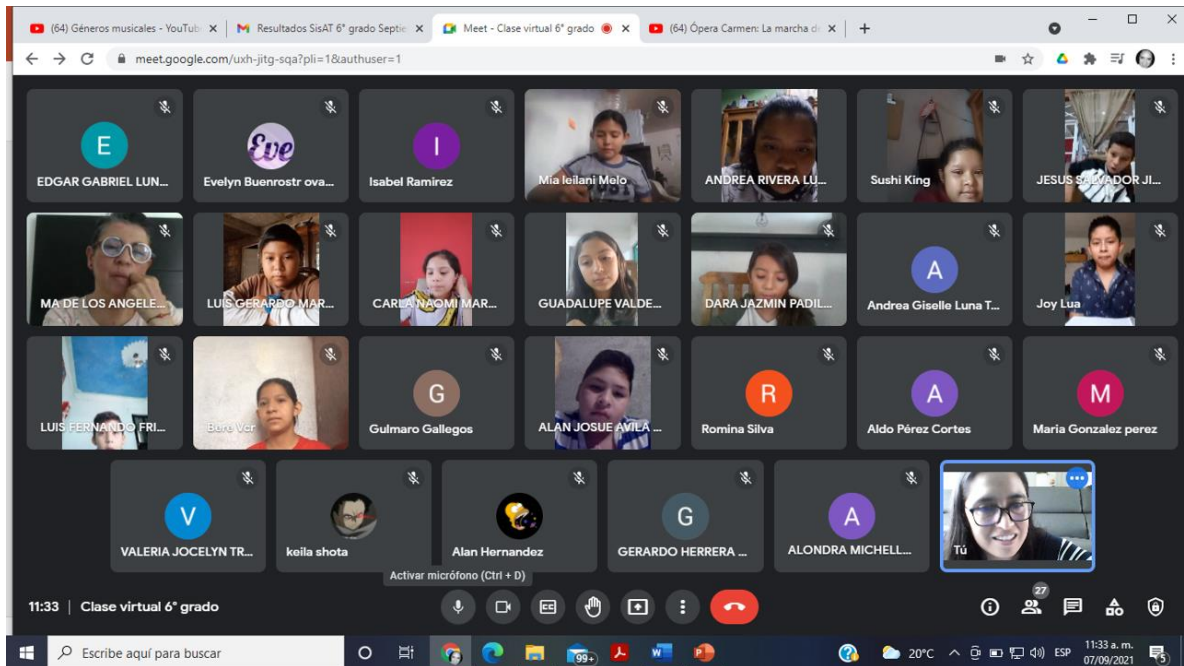 (64) Géneros musicales - YouTub
Resultados SisAT 6° grado Septie
Meet - Clase virtual 6° grado
(64) Ópera Carmen: La marcha d
meet.google.com/uxh-jitg-sqa?pli=1&authuser=1
E
EDGAR GABRIEL LUN...
Eve
Evelyn Buenrostr ova...
I
Isabel Ramirez
Mia leilani Melo
ANDREA RIVERA LU...
Sushi King
JESUS SALVADOR JI...
MA DE LOS ANGELE...
LUIS GERARDO MAR...
CARLA NAOMI MAR...
GUADALUPE VALDE...
DARA JAZMIN PADIL...
A
Andrea Giselle Luna T...
Joy Lua
LUIS FERNANDO FRI...
Bere Ver
G
Gulmaro Gallegos
ALAN JOSUE AVILA ...
R
Romina Silva
A
Aldo Pérez Cortes
M
Maria Gonzalez perez
V
VALERIA JOCELYN TR...
keila shota
Alan Hernandez
G
GERARDO HERRERA ...
A
ALONDRA MICHELL...
Tú
Activar micrófono (Ctrl + D)
11:33 | Clase virtual 6° grado
27
Escribe aquí para buscar
99+
20°C
ESP
11:33 a. m.
07/09/2021
5